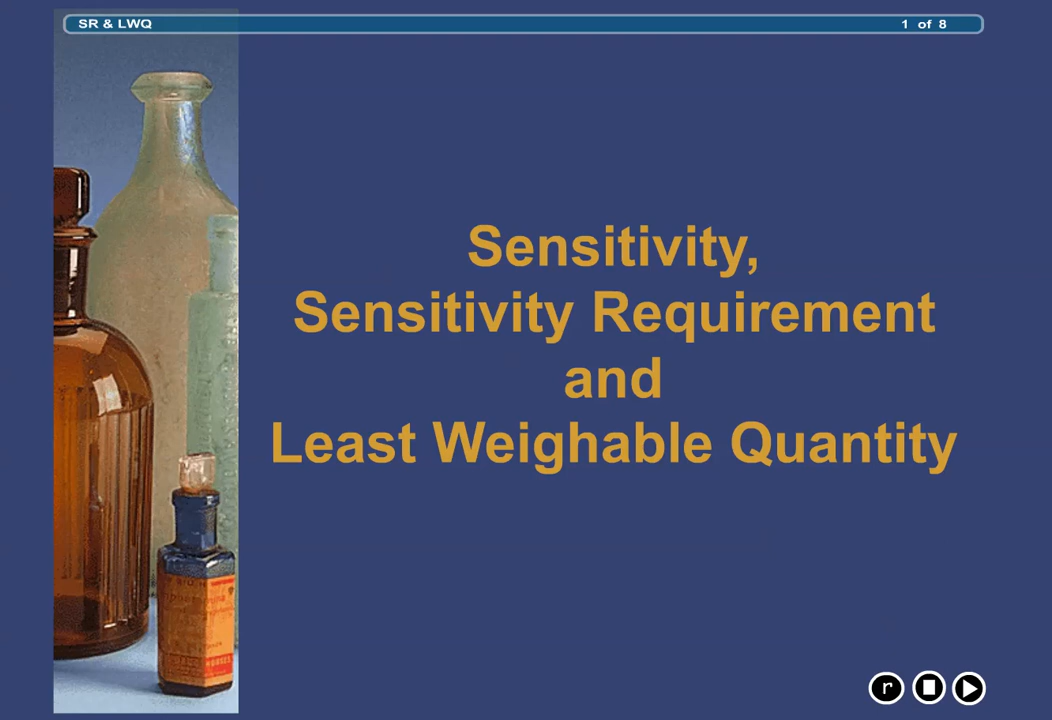 SR & LWQ
1 of 8
Sensitivity,
Sensitivity Requirement
and
Least Weighable Quantity
r